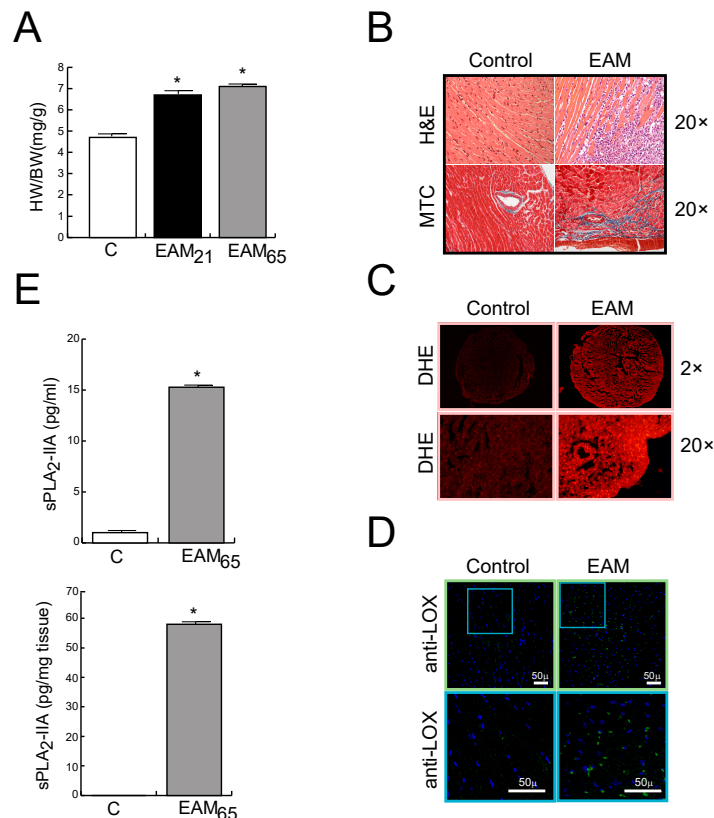 A
HW/BW(mg/g)
8
7
6
5
4
3
2
1
0
*
*
C
EAM21
EAM65
B
Control
EAM
H&E
20×
MTC
20×
C
Control
EAM
DHE
2×
DHE
20×
D
Control
EAM
anti-LOX
50μ
50μ
anti-LOX
50μ
50μ
E
sPLA2-IIA (pg/ml)
20
15
10
5
0
*
C
EAM65
sPLA2-IIA (pg/mg tissue)
70
60
50
40
30
20
10
0
*
C
EAM65